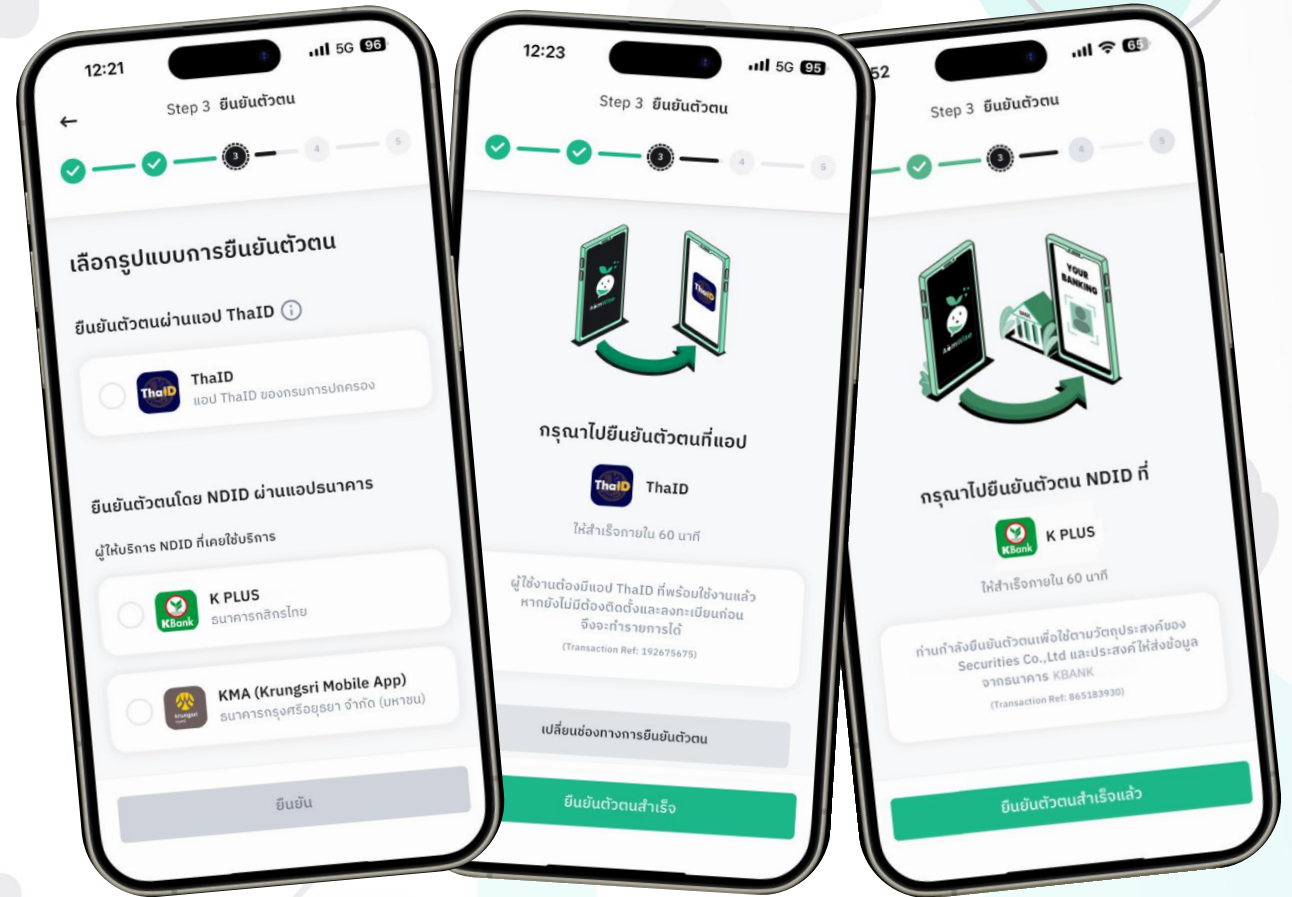 12:21
5G 96
Step 3 ยืนยันตัวตน
3
4
5
เลือกรูปแบบการยืนยันตัวตน
ยืนยันตัวตนผ่านแอป ThaID
ThaID
ThaID
แอป ThaID ของกรมการปกครอง
ยืนยันตัวตนโดย NDID ผ่านแอปธนาคาร
ผู้ให้บริการ NDID ที่เคยใช้บริการ
KBank
K PLUS
ธนาคารกสิกรไทย
krungsri
KMA (Krungsri Mobile App)
ธนาคารกรุงศรีอยุธยา จำกัด (มหาชน)
ยืนยัน
12:23
5G 95
Step 3 ยืนยันตัวตน
3
4
5
ThaID
กรุณาไปยืนยันตัวตนที่แอป
ThaID
ThaID
ให้สำเร็จภายใน 60 นาที
ผู้ใช้งานต้องมีแอป ThaID ที่พร้อมใช้งานแล้ว
หากยังไม่มีต้องติดตั้งและลงทะเบียนก่อน
จึงจะทำรายการได้
(Transaction Ref: 192675675)
เปลี่ยนช่องทางการยืนยันตัวตน
ยืนยันตัวตนสำเร็จ
52
65
Step 3 ยืนยันตัวตน
3
4
5
YOUR
BANKING
กรุณาไปยืนยันตัวตน NDID ที่
KBank
K PLUS
ให้สำเร็จภายใน 60 นาที
ท่านกำลังยืนยันตัวตนเพื่อใช้ตามวัตถุประสงค์ของ
Securities Co.,Ltd และประสงค์ให้ส่งข้อมูล
จากธนาคาร KBANK
(Transaction Ref: 865183930)
ยืนยันตัวตนสำเร็จแล้ว